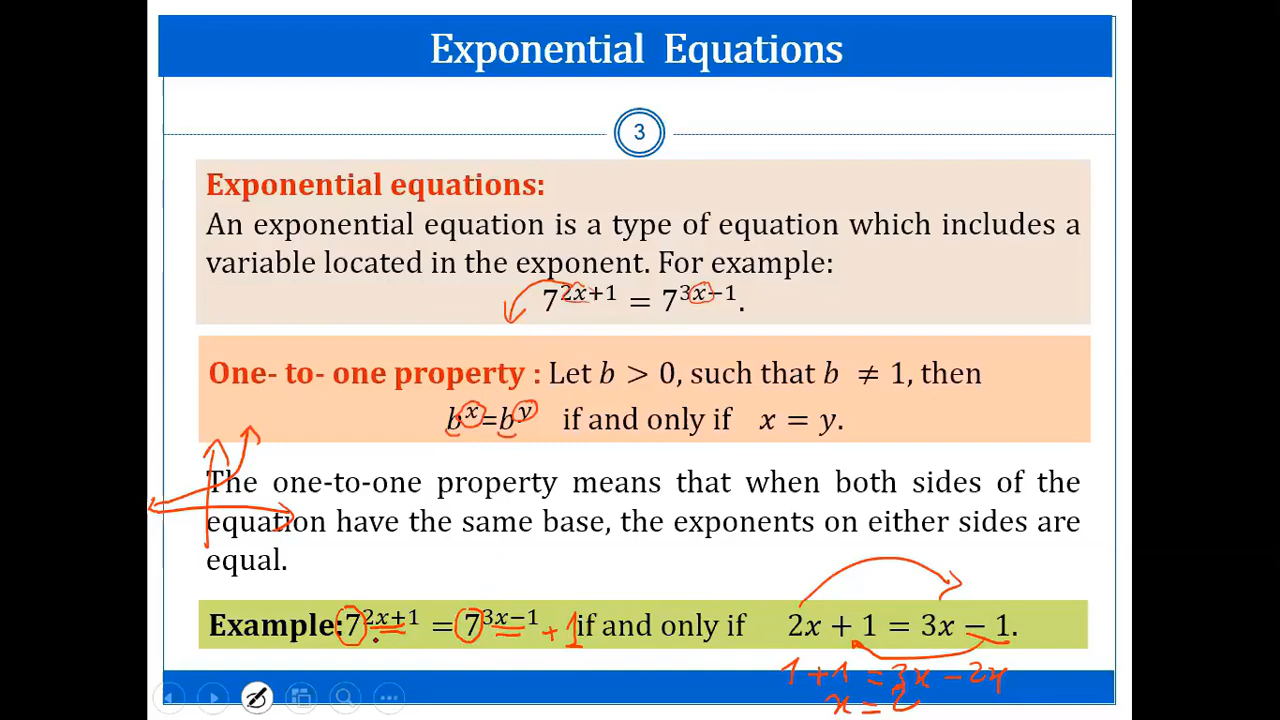 Exponential Equations
3
Exponential equations:
An exponential equation is a type of equation which includes a
variable located in the exponent. For example:
7^{2x+1} = 7^{3x−1}.
One- to- one property : Let b > 0, such that b ≠ 1, then
b^x=b^y if and only if x = y.
The one-to-one property means that when both sides of the
equation have the same base, the exponents on either sides are
equal.
Example: 7^{2x+1} = 7^{3x−1} + 1 if and only if 2x + 1 = 3x − 1.
1 + 1 = 3x − 2x
x = 2